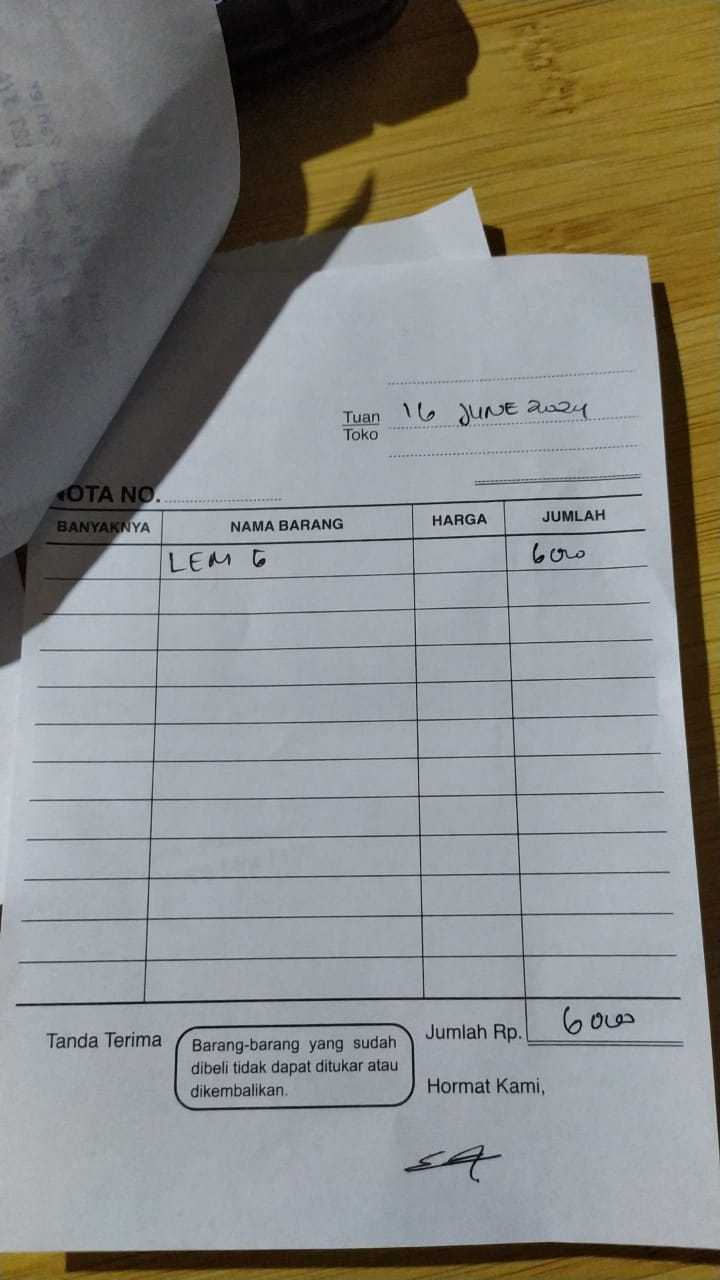 Tuan
Toko
16 JUNE 2024
NOTA NO.
BANYAKNYA NAMA BARANG HARGA JUMLAH
LEM G 6000
Tanda Terima
Barang-barang yang sudah
dibeli tidak dapat ditukar atau
dikembalikan.
Jumlah Rp. 6000
Hormat Kami,